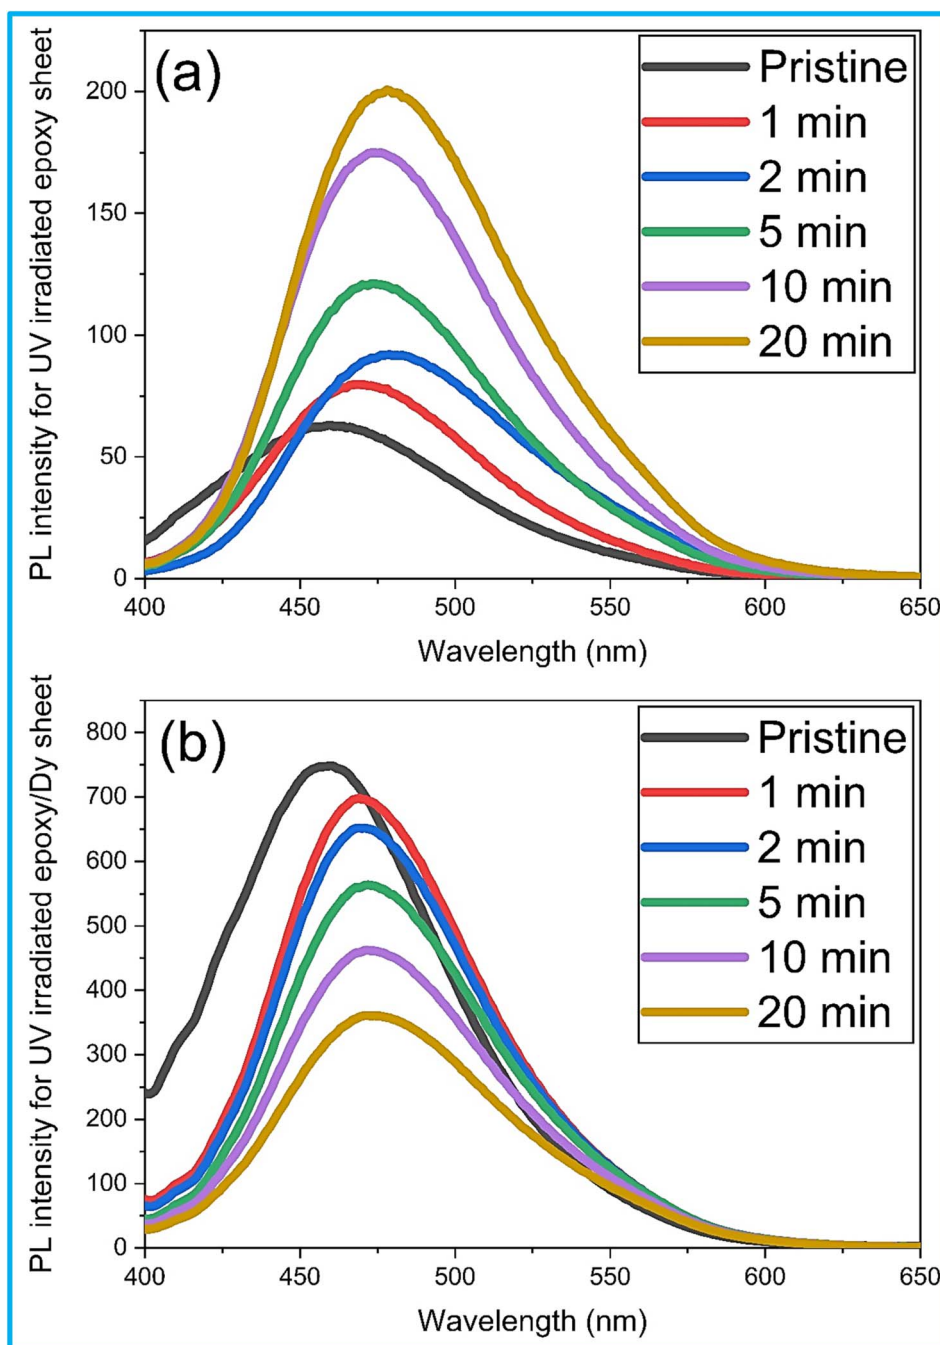 PL intensity for UV irradiated epoxy sheet
(a)
Pristine
1 min
2 min
5 min
10 min
20 min
200
150
100
50
0
400 450 500 550 600 650
Wavelength (nm)
PL intensity for UV irradiated epoxy/Dy sheet
(b)
Pristine
1 min
2 min
5 min
10 min
20 min
800
700
600
500
400
300
200
100
0
400 450 500 550 600 650
Wavelength (nm)